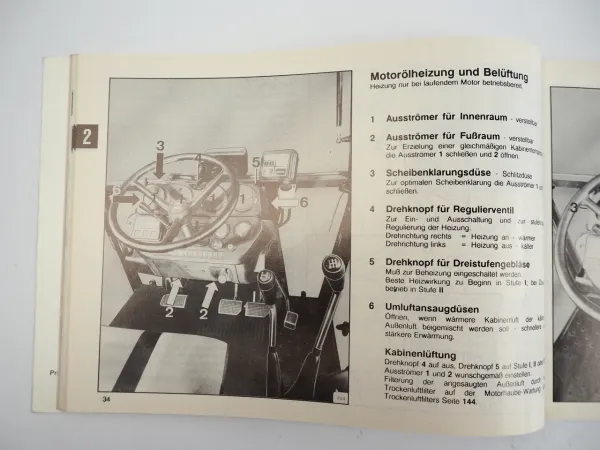 Motorölheizung und Belüftung
Heizung nur bei laufendem Motor betriebsbereit.
1 Ausströmer für Innenraum - verstellbar
2 Ausströmer für Fußraum - verstellbar
Zur Erzielung einer gleichmäßigen
die Ausströmer 1 schließen und 2 öffnen.
3 Scheibenklarungsdüse - Schlitzdüse
Zur optimalen Scheibenklarung die Ausströmer 1
schließen.
4 Drehknopf für Regulierventil
Zur Ein- und Ausschaltung und zur
Regulierung der Heizung.
Drehrichtung rechts = Heizung an - wärmer
Drehrichtung links = Heizung aus - kälter
5 Drehknopf für Dreistufengebläse
Muß zur Beheizung eingeschaltet werden.
Beste Heizwirkung zu Beginn in Stufe I, bei
betrieb in Stufe II
6 Umluftansaugdüsen
Öffnen, wenn wärmere Kabinenluft der
Außenluft beigemischt werden soll -
stärkere Erwärmung.
Kabinenlüftung
Drehknopf 4 auf aus, Drehknopf 5 auf Stufe I, II
Ausströmer 1 und 2 wunschgemäß einstellen.
Filterung der angesaugten Außenluft durch
Trockenluftfilter auf der Motorhaube-Wartung
Trockenluftfilters Seite 144.
2
3
4
5
6
6
1
1
2
2
3
34